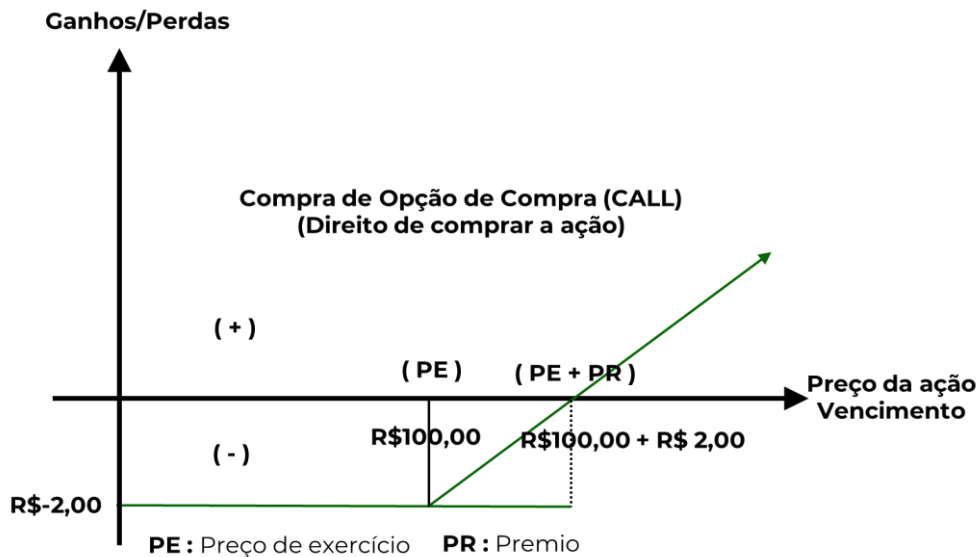 Ganhos/Perdas
Compra de Opção de Compra (CALL)
(Direito de comprar a ação)
( + )
( PE )
( PE + PR )
Preço da ação
Vencimento
R$100,00
R$100,00 + R$ 2,00
( - )
R$-2,00
PE : Preço de exercício PR : Premio